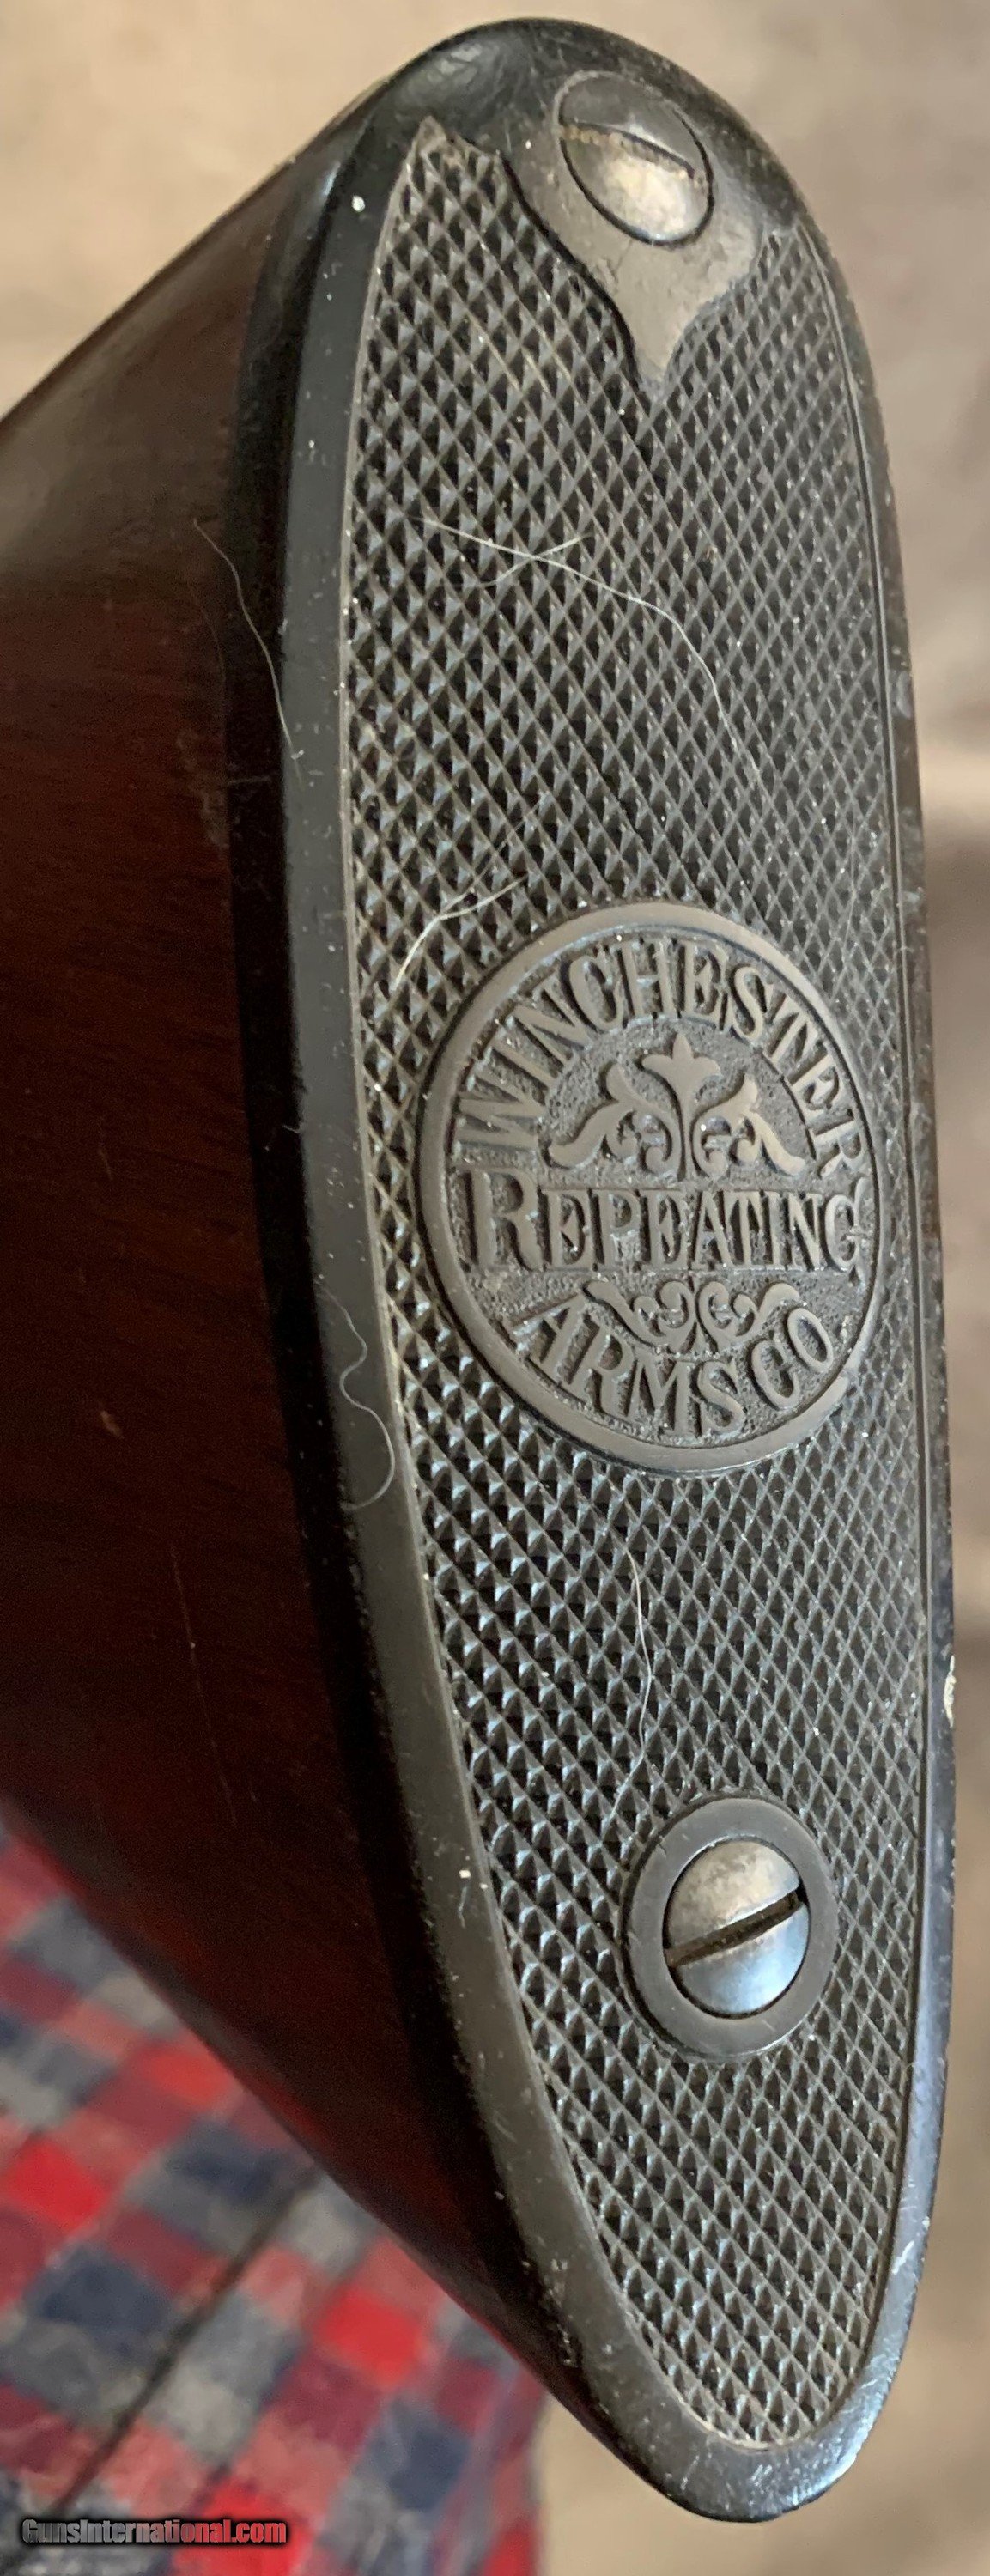 WINCHESTER
REPEATING
ARMS CO.
GunsInternational.com